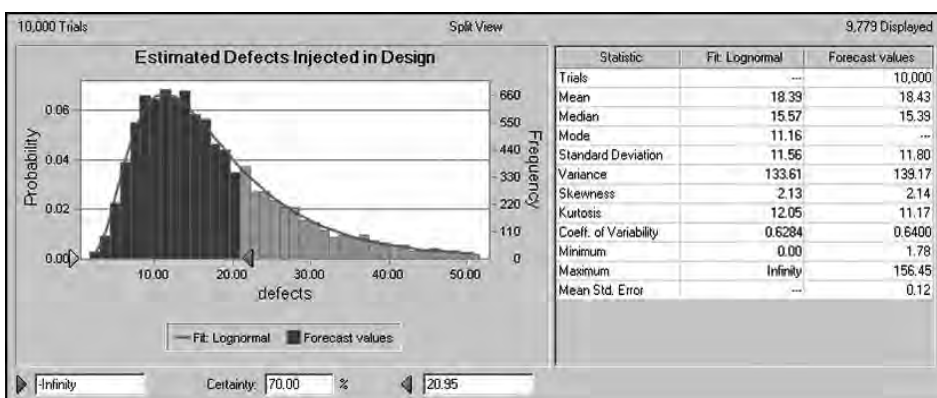 10,000 Trials
Split View
9,779 Displayed
Estimated Defects Injected in Design
Probability
0.06
0.04
0.02
0.00
660
550
440
330
220
110
0
Frequency
10.00 20.00 30.00 40.00 50.00
defects
Fit: Lognormal Forecast values
-Infinity Certainty: 70.00 % 20.95
Statistic Fit: Lognormal Forecast values
Trials --- 10,000
Mean 18.39 18.43
Median 15.57 15.39
Mode 11.16 ---
Standard Deviation 11.56 11.80
Variance 133.61 139.17
Skewness 2.13 2.14
Kurtosis 12.05 11.17
Coeff. of Variability 0.6284 0.6400
Minimum 0.00 1.78
Maximum Infinity 156.45
Mean Std. Error --- 0.12